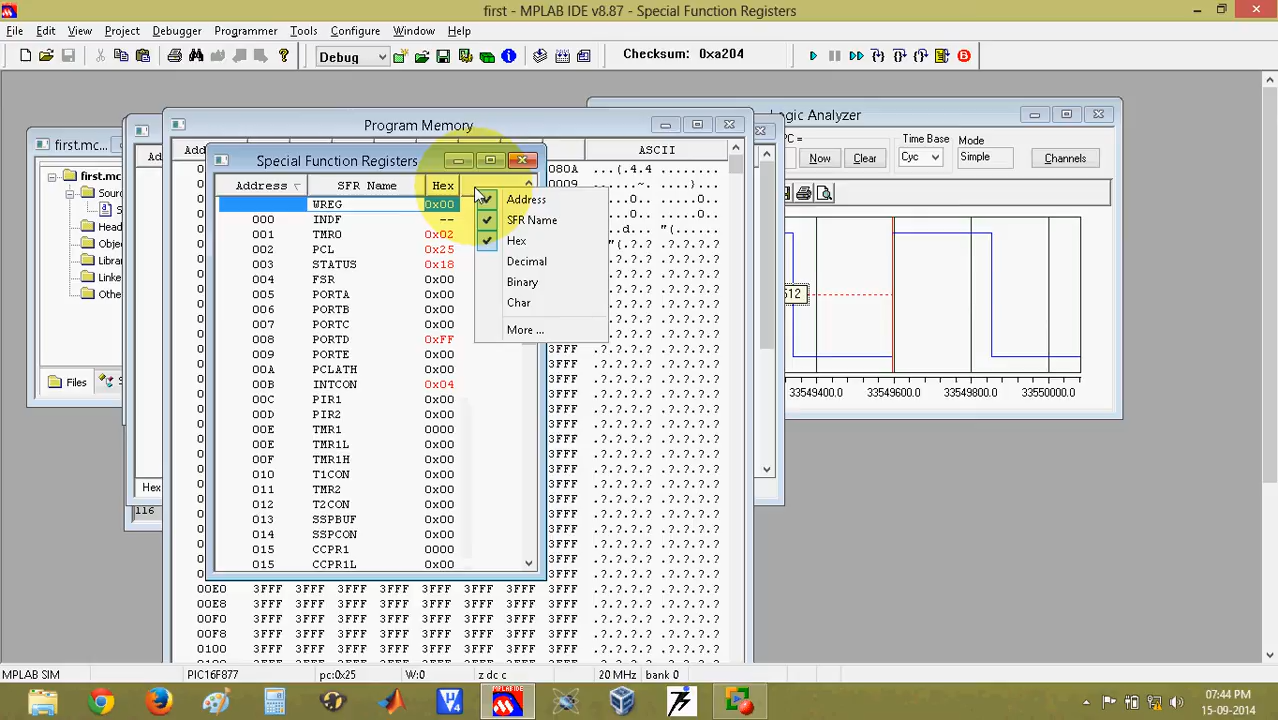 first - MPLAB IDE v8.87 - Special Function Registers
File Edit View Project Debugger Programmer Tools Configure Window Help
Debug
Checksum: 0xa204
Program Memory
Logic Analyzer
first.mc
Time Base
Mode
Now
Clear
Cyc
Simple
Channels
ASCII
Special Function Registers
Address SFR Name Hex
WREG 0x00
000 INDF --
001 TMR0 0x02
002 PCL 0x25
003 STATUS 0x18
004 FSR 0x00
005 PORTA 0x00
006 PORTB 0x00
007 PORTC 0x00
008 PORTD 0xFF
009 PORTE 0x00
00A PCLATH 0x00
00B INTCON 0x04
00C PIR1 0x00
00D PIR2 0x00
00E TMR1 0000
00E TMR1L 0x00
00F TMR1H 0x00
010 T1CON 0x00
011 TMR2 0x00
012 T2CON 0x00
013 SSPBUF 0x00
014 SSPCON 0x00
015 CCPR1 0000
015 CCPR1L 0x00
Address
SFR Name
Hex
Decimal
Binary
Char
More ...
080A
0009
first.mc
Files
Hex
116
33549400.0 33549600.0 33549800.0 33550000.0
00E0 3FFF 3FFF 3FFF 3FFF 3FFF 3FFF 3FFF 3FFF .?.?.?.? .?.?.?.?
00E8 3FFF 3FFF 3FFF 3FFF 3FFF 3FFF 3FFF 3FFF .?.?.?.? .?.?.?.?
00F0 3FFF 3FFF 3FFF 3FFF 3FFF 3FFF 3FFF 3FFF .?.?.?.? .?.?.?.?
00F8 3FFF 3FFF 3FFF 3FFF 3FFF 3FFF 3FFF 3FFF .?.?.?.? .?.?.?.?
0100 3FFF 3FFF 3FFF 3FFF 3FFF 3FFF 3FFF 3FFF .?.?.?.? .?.?.?.?
MPLAB SIM PIC16F877 pc:0x25 W:0 z dc c 20 MHz bank 0
07:44 PM
15-09-2014